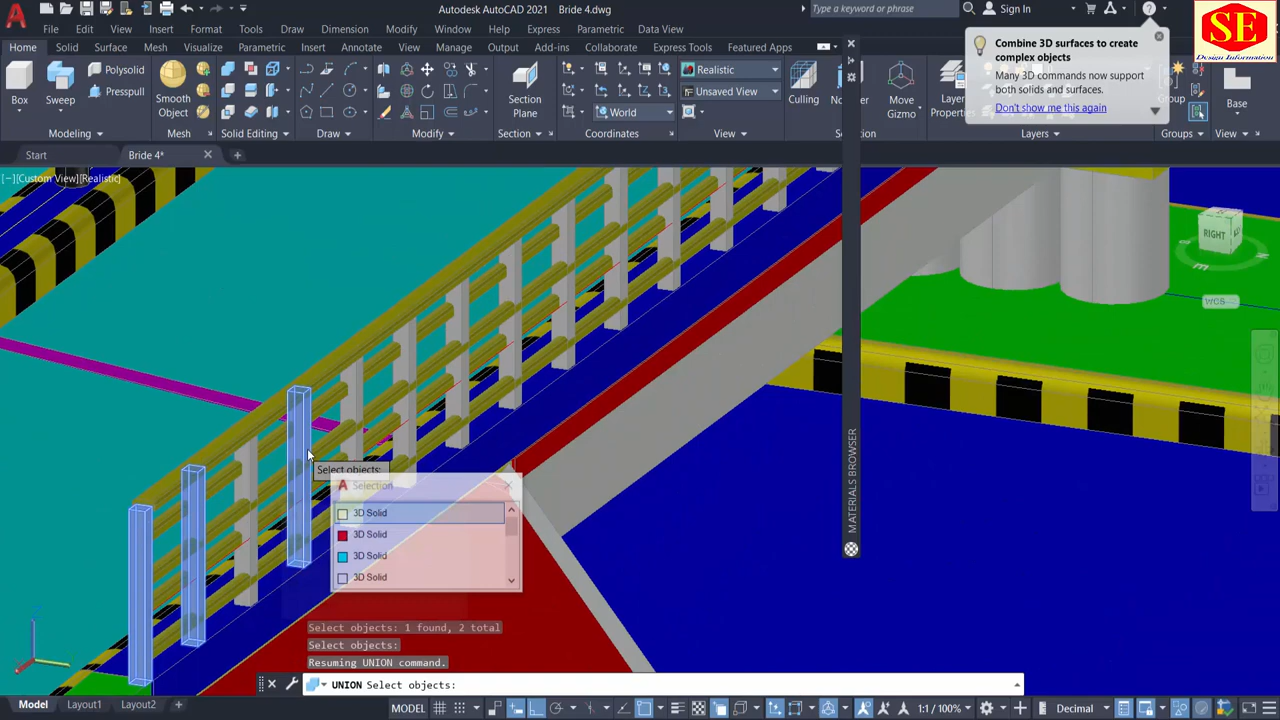 Autodesk AutoCAD 2021 Bride 4.dwg
Type a keyword or phrase
Sign In
SE
Design Information
File Edit View Insert Format Tools Draw Dimension Modify Window Help Express Parametric Data View
Home Solid Surface Mesh Visualize Parametric Insert Annotate View Manage Output Add-ins Collaborate Express Tools Featured Apps
Box
Sweep
Polysolid
Presspull
Smooth
Object
Section
Plane
World
Realistic
Unsaved View
Culling
Move
Gizmo
Layer
Properties
Group
Base
Modeling
Mesh
Solid Editing
Draw
Modify
Section
Coordinates
View
Layers
Groups
View
Combine 3D surfaces to create
complex objects
Many 3D commands now support
both solids and surfaces.
Don't show me this again
Start
Bride 4*
[−][Custom View][Realistic]
RIGHT
WCS
MATERIALS BROWSER
Select objects:
Selection
3D Solid
3D Solid
3D Solid
3D Solid
Select objects: 1 found, 2 total
Select objects:
Resuming UNION command.
UNION Select objects:
Model Layout1 Layout2
MODEL
1:1 / 100%
Decimal